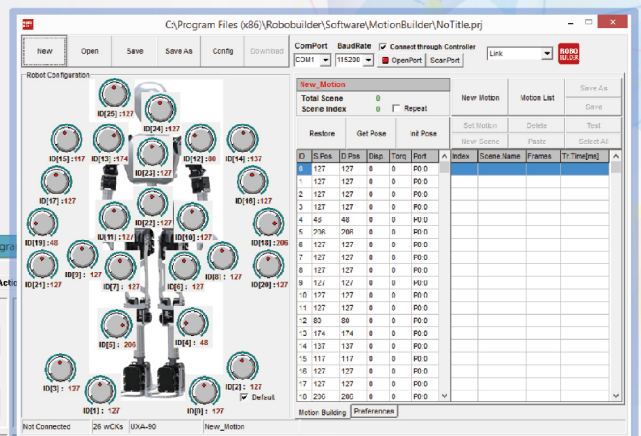 C:\Program Files (x86)\Robobuilder\Software\MotionBuilder\NoTitle.prj
New Open Save Save As Config Download
ComPort BaudRate Connect through Controller
COM1 115200 OpenPort ScanPort Link
ROBO BUILDER
Robot Configuration
ID[25] :127
ID[24] :127
ID[15] :117 ID[13] :174 ID[12] :80 ID[14] :137
ID[23] :127
ID[17] :127 ID[16] :127
ID[22] :127
ID[19] :48 ID[11] :127 ID[10] :127 ID[18] :206
ID[21] :127 ID[9] : 127 ID[7] : 127 ID[6] : 127 ID[8] : 127 ID[20] :127
ID[5] : 206 ID[4] : 48
ID[3] : 127 ID[2] : 127
Default
ID[1] : 127 ID[0] : 127
New_Motion
Total Scene 0
Scene Index 0 Repeat
Restore Get Pose Init Pose
New Motion Motion List Save As
Save
Set Motion Delete Test
New Scene Paste Select All
ID S.Pos D.Pos Disp. Torq Port
0 127 127 0 0 P0:0
1 127 127 0 0 P0:0
2 127 127 0 0 P0:0
3 127 127 0 0 P0:0
4 48 48 0 0 P0:0
5 206 206 0 0 P0:0
6 127 127 0 0 P0:0
7 127 127 0 0 P0:0
8 127 127 0 0 P0:0
9 127 127 0 0 P0:0
10 127 127 0 0 P0:0
11 127 127 0 0 P0:0
12 80 80 0 0 P0:0
13 174 174 0 0 P0:0
14 137 137 0 0 P0:0
15 117 117 0 0 P0:0
16 127 127 0 0 P0:0
17 127 127 0 0 P0:0
18 206 206 0 0 P0:0
Index Scene Name Frames Tr.Time[ms]
Motion Building Preferences
Not Connected 26 wCKs UXA-90 New_Motion